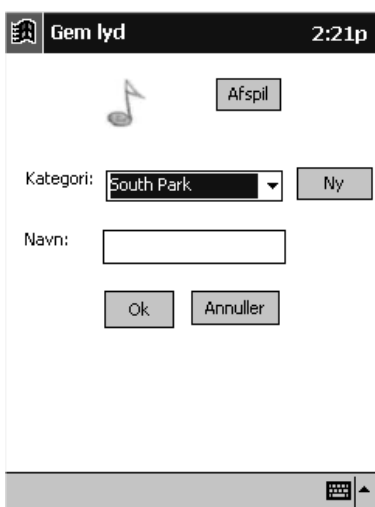 Gem lyd 2:21p
Afspil
Kategori: South Park Ny
Navn:
Ok Annuller